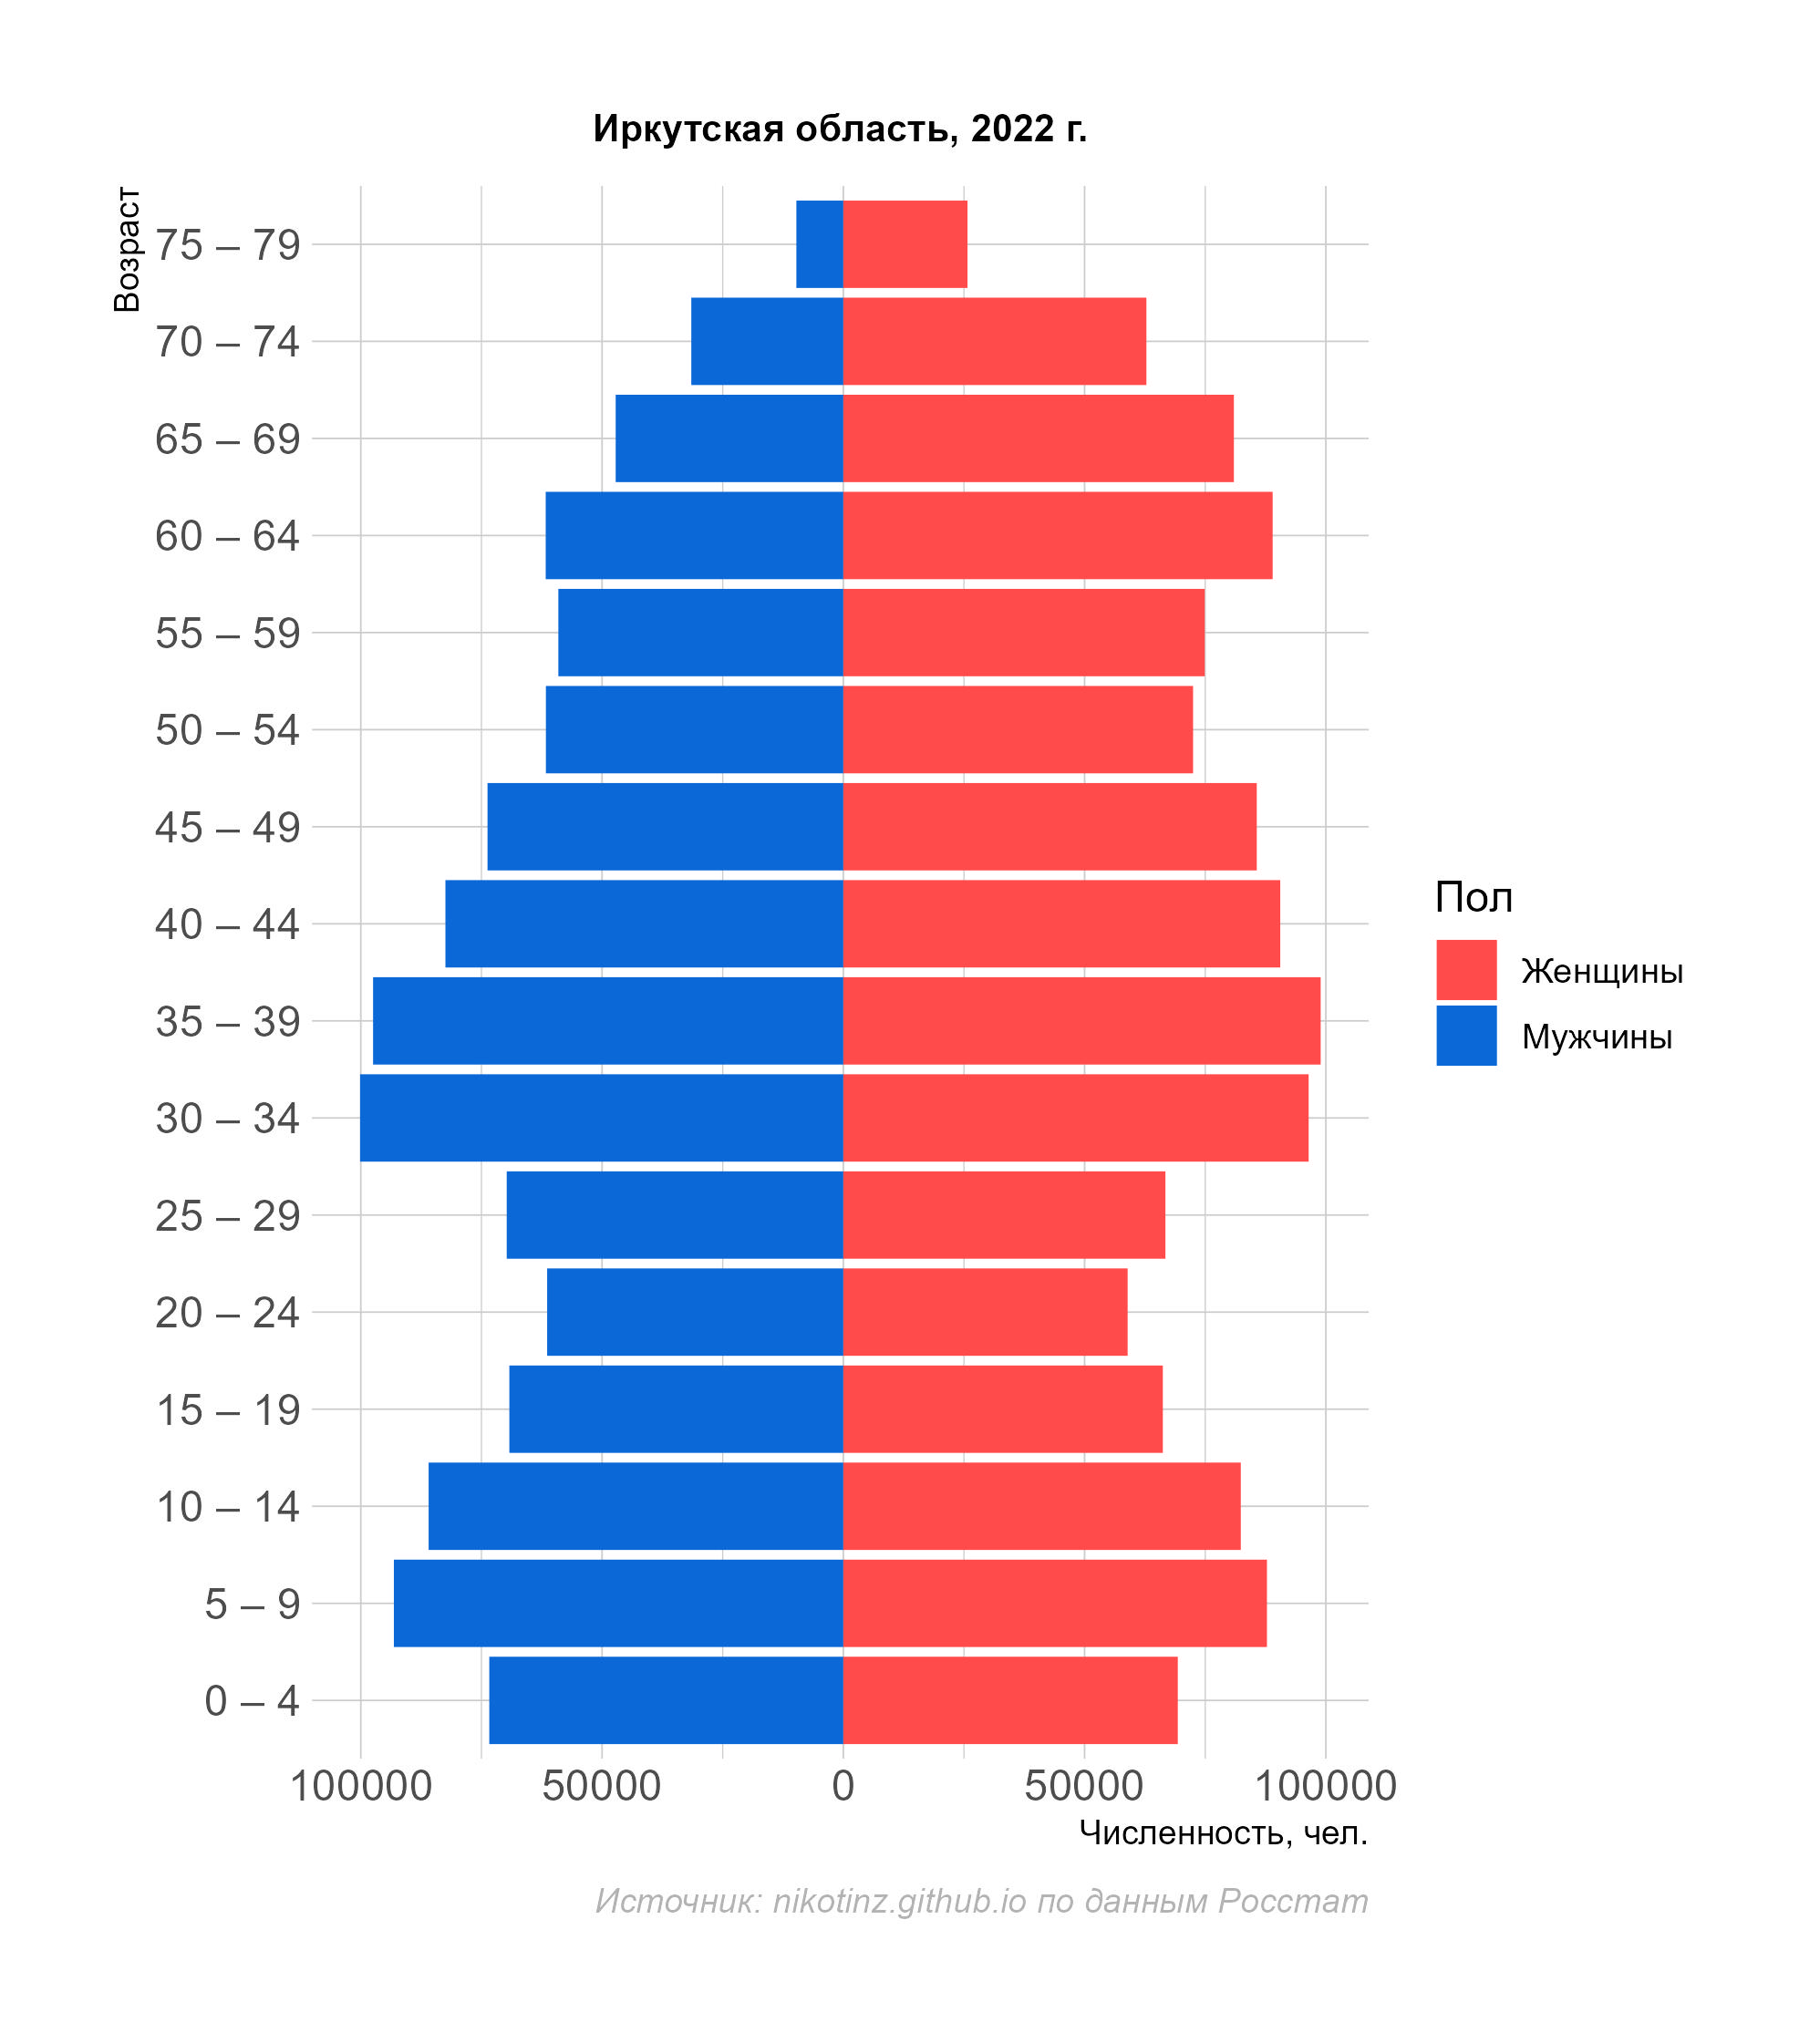 Иркутская область, 2022 г.
Возраст
75 – 79
70 – 74
65 – 69
60 – 64
55 – 59
50 – 54
45 – 49
40 – 44
35 – 39
30 – 34
25 – 29
20 – 24
15 – 19
10 – 14
5 – 9
0 – 4
100000 50000 0 50000 100000
Численность, чел.
Пол
Женщины
Мужчины
Источник: nikotinz.github.io по данным Росстат